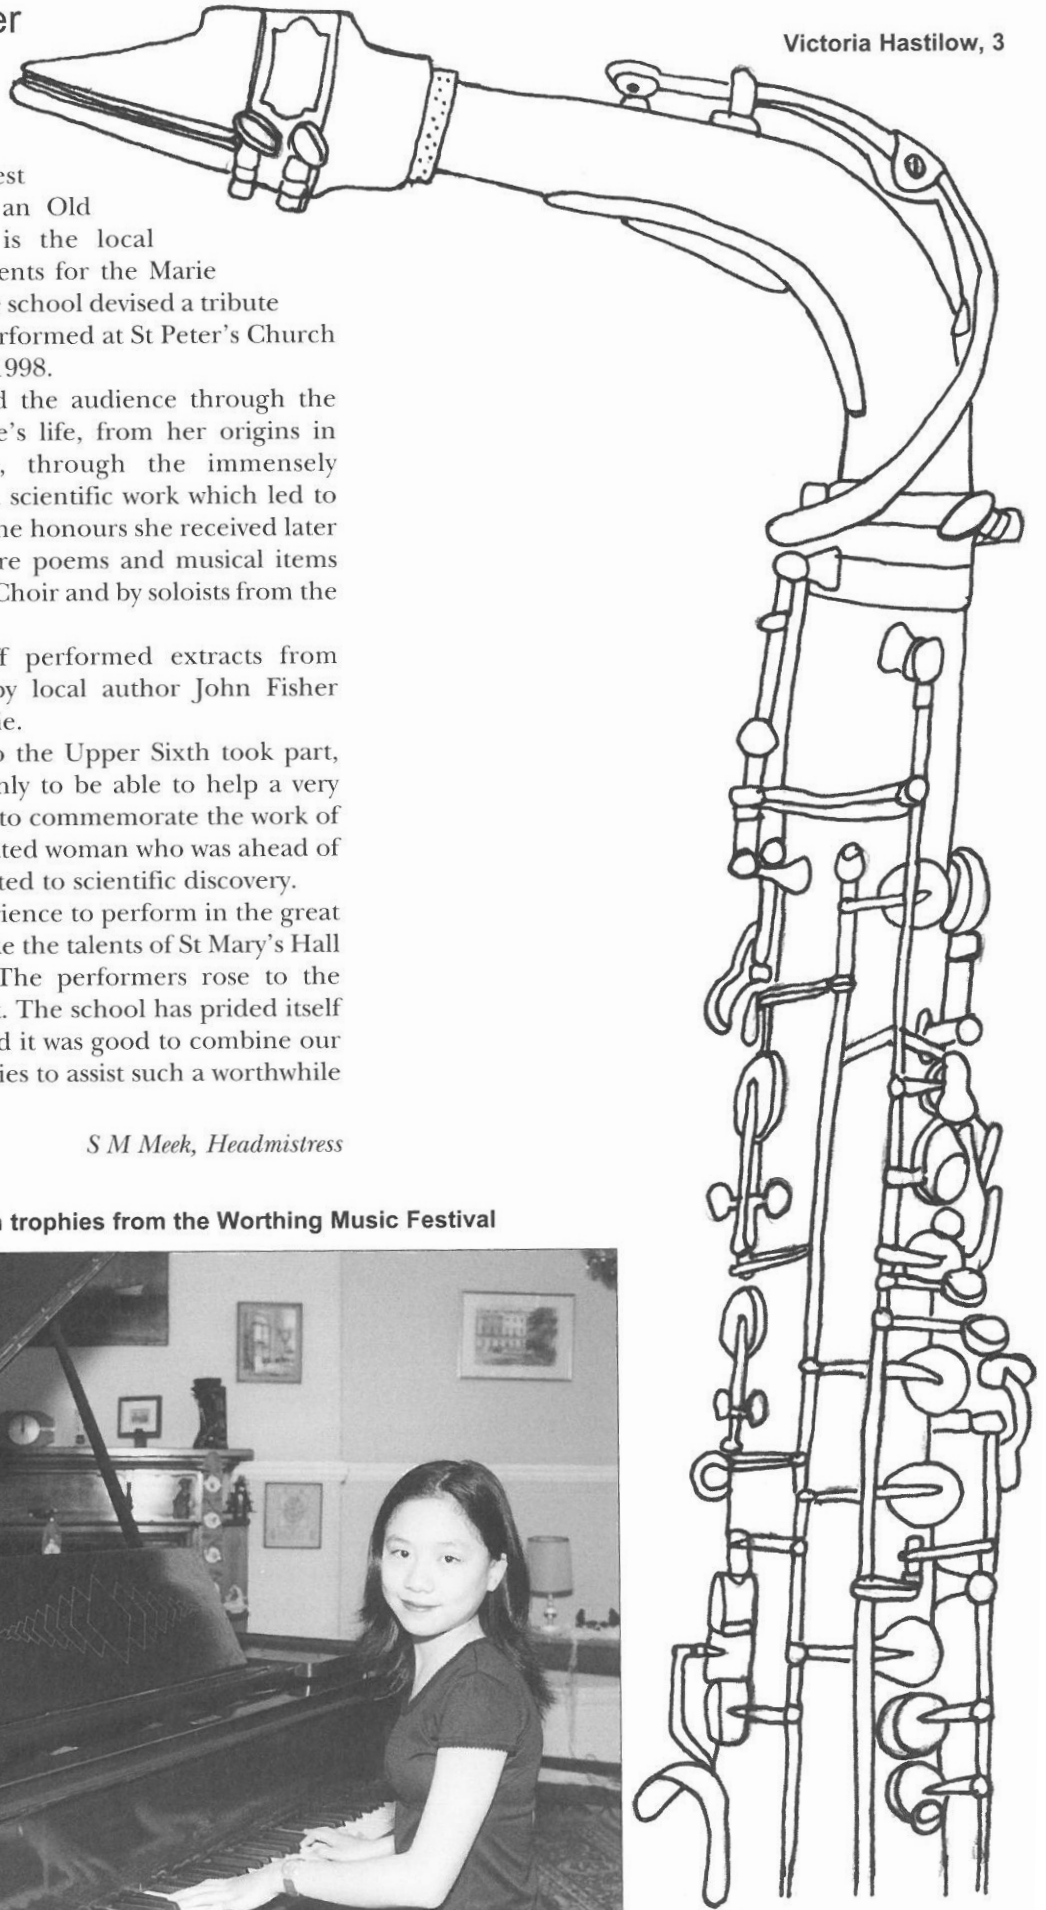 er
Victoria Hastilow, 3
est
an Old
is the local
ents for the Marie
school devised a tribute
rformed at St Peter's Church
1998.
d the audience through the
e's life, from her origins in
, through the immensely
scientific work which led to
he honours she received later
re poems and musical items
Choir and by soloists from the
f performed extracts from
by local author John Fisher
ie.
o the Upper Sixth took part,
nly to be able to help a very
to commemorate the work of
ted woman who was ahead of
ted to scientific discovery.
ience to perform in the great
e the talents of St Mary's Hall
The performers rose to the
. The school has prided itself
d it was good to combine our
ies to assist such a worthwhile
S M Meek, Headmistress
trophies from the Worthing Music Festival